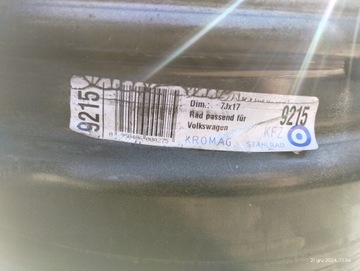 9215
Dim.: 7Jx17
Rad passend für
Volkswagen
KROMAG
9215
KFZ
STAHLRAD